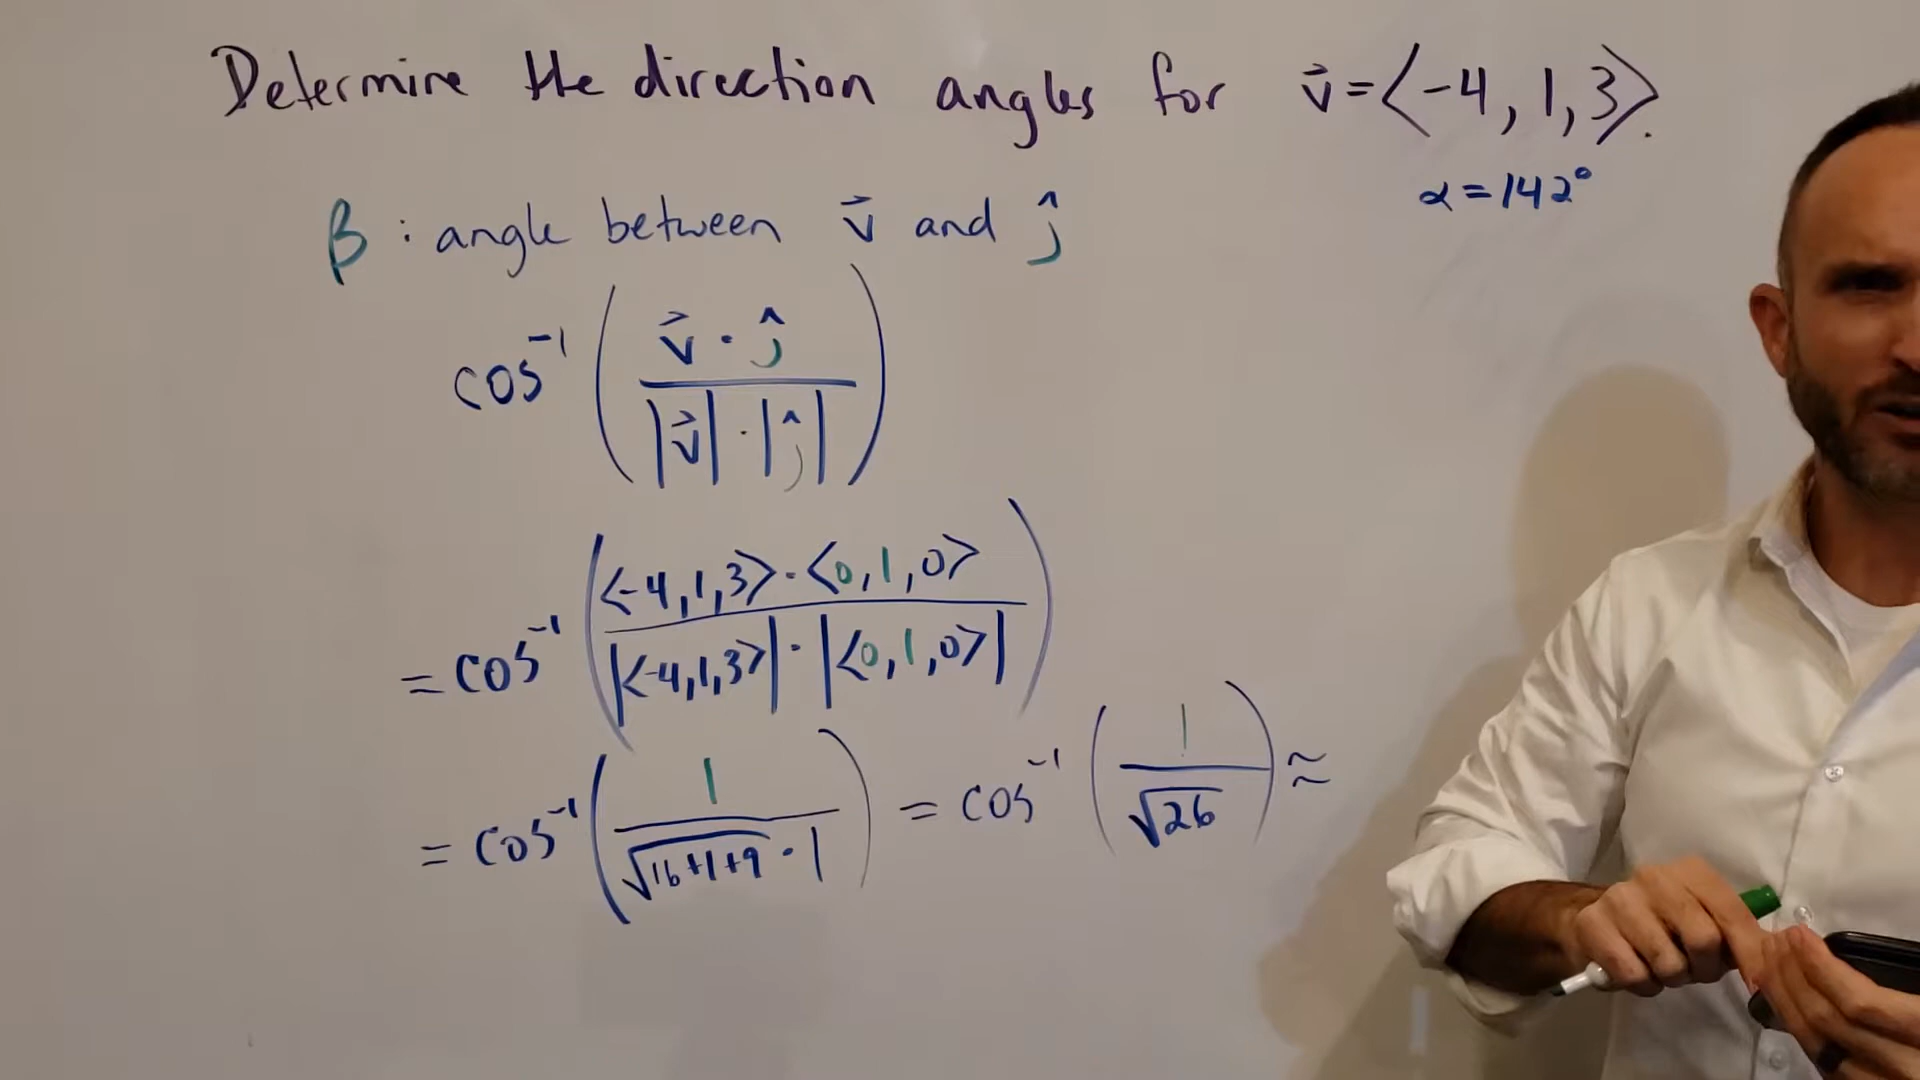 Determine the direction angles for v⃗ = ⟨-4, 1, 3⟩.
α = 142°
β : angle between v⃗ and ĵ
cos⁻¹ ( v⃗ · ĵ / |v⃗| · |ĵ| )
= cos⁻¹ ( ⟨-4,1,3⟩ · ⟨0,1,0⟩ / |⟨-4,1,3⟩| · |⟨0,1,0⟩| )
= cos⁻¹ ( 1 / √16+1+9 · 1 ) = cos⁻¹ ( 1 / √26 ) ≈